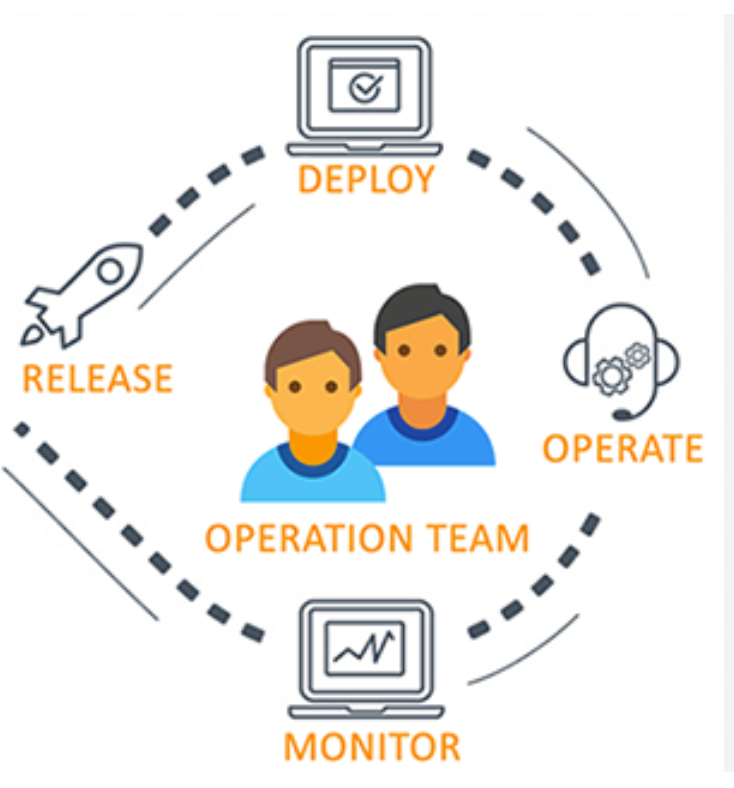 DEPLOY
RELEASE
OPERATE
OPERATION TEAM
MONITOR